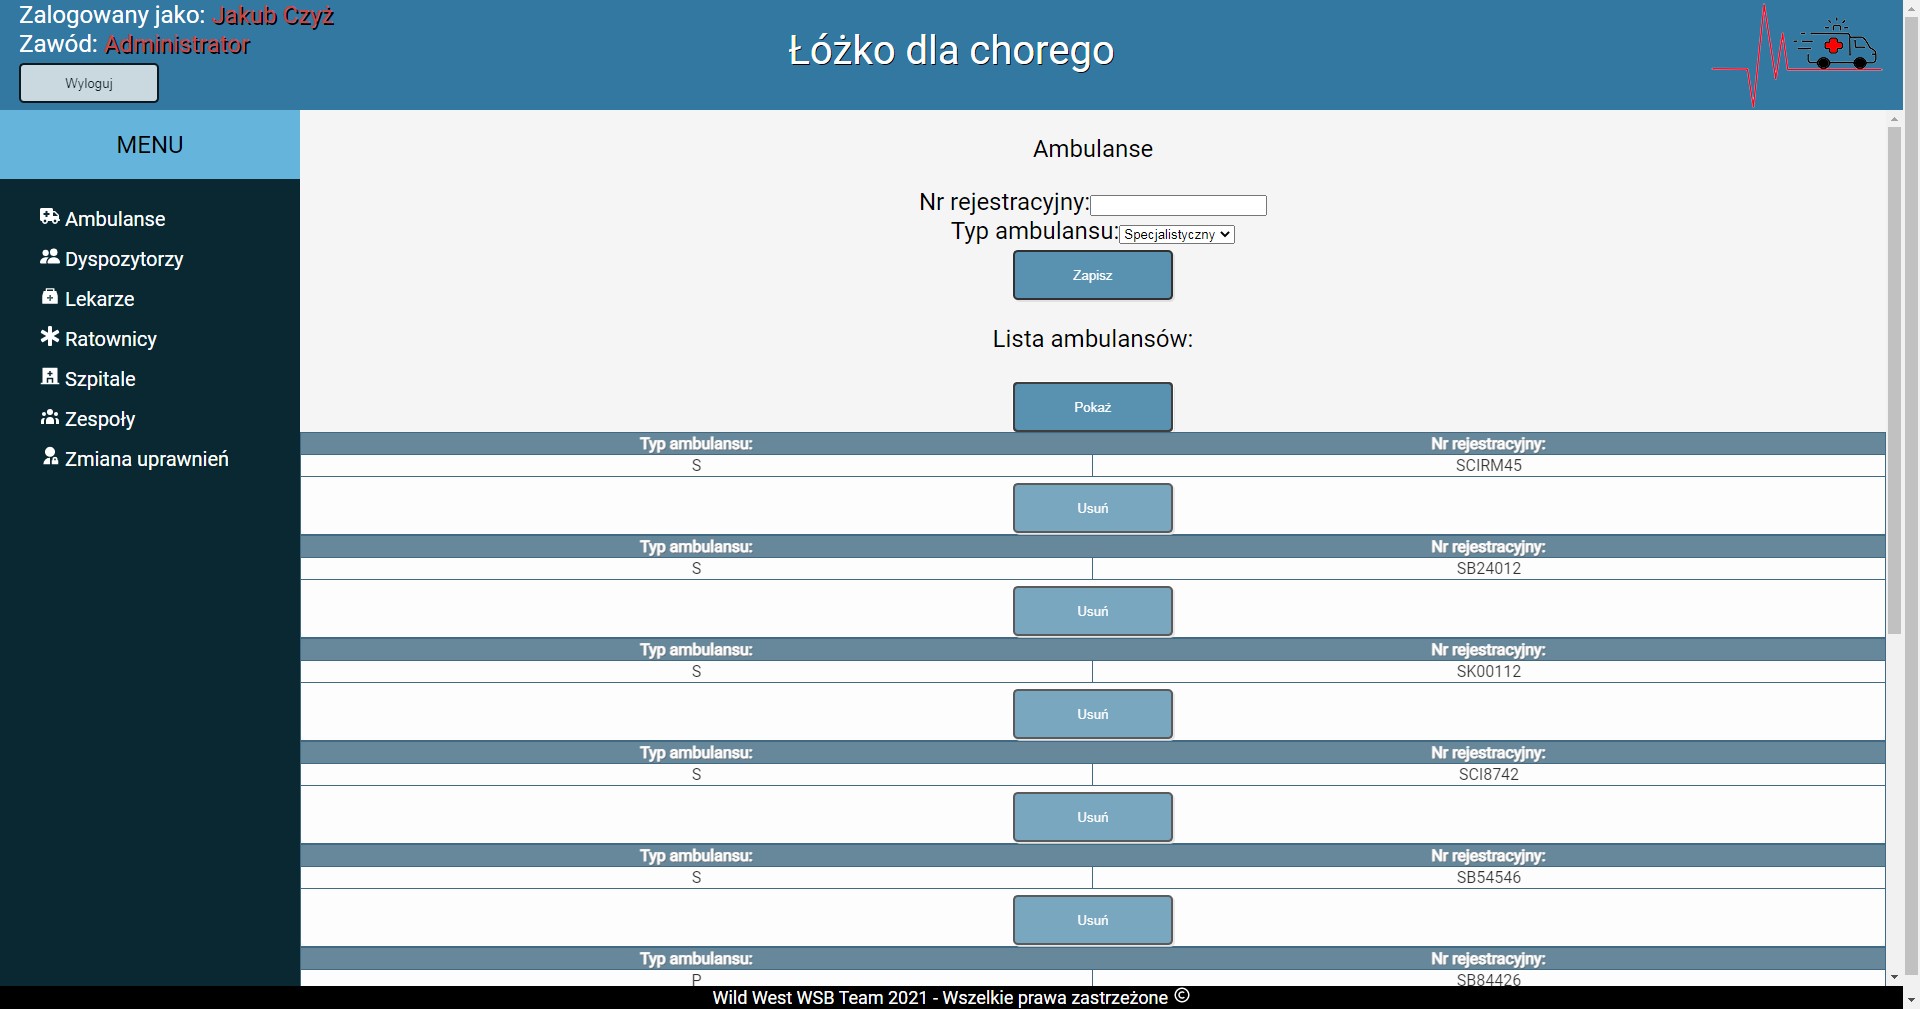 Zalogowany jako: Jakub Czyż
Zawód: Administrator
Wyloguj
Łóżko dla chorego
MENU
Ambulanse
Dyspozytorzy
Lekarze
Ratownicy
Szpitale
Zespoły
Zmiana uprawnień
Ambulanse
Nr rejestracyjny:
Typ ambulansu: Specjalistyczny
Zapisz
Lista ambulansów:
Pokaż
Typ ambulansu: Nr rejestracyjny:
S SCIRM45
Usuń
Typ ambulansu: Nr rejestracyjny:
S SB24012
Usuń
Typ ambulansu: Nr rejestracyjny:
S SK00112
Usuń
Typ ambulansu: Nr rejestracyjny:
S SCI8742
Usuń
Typ ambulansu: Nr rejestracyjny:
S SB54546
Usuń
Typ ambulansu: Nr rejestracyjny:
P SB84426
Wild West WSB Team 2021 - Wszelkie prawa zastrzeżone ©